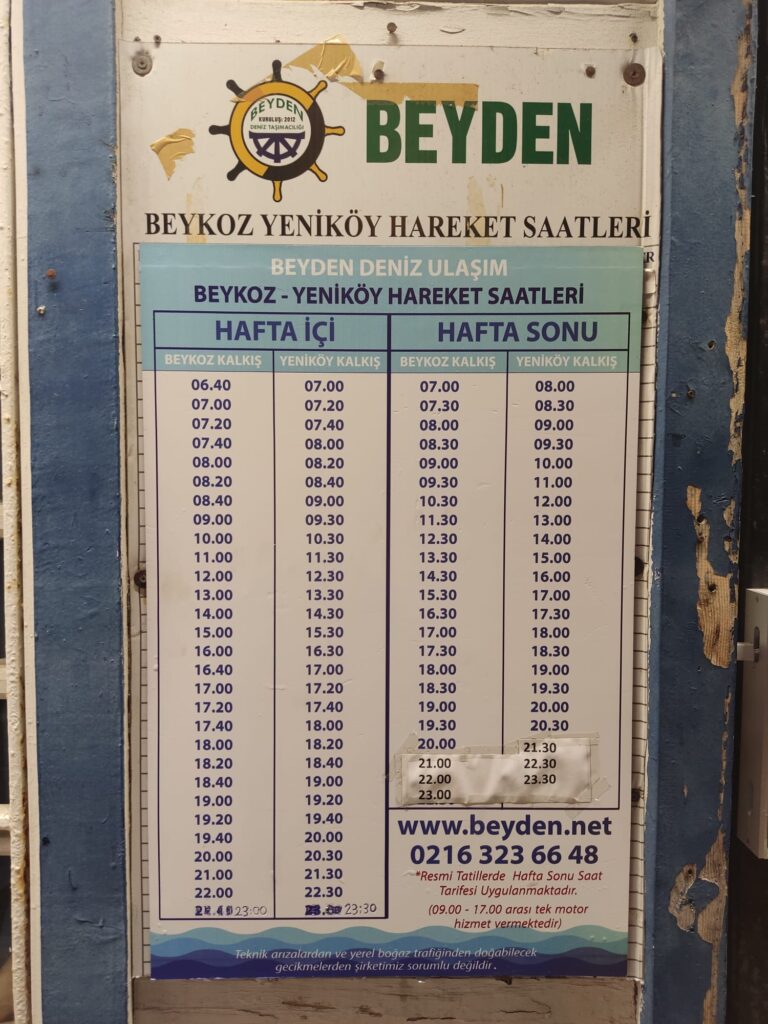 BEYDEN
KURULUŞ: 2012
DENİZ TAŞIMACILIĞI
BEYDEN
BEYKOZ YENİKÖY HAREKET SAATLERİ
ER
BEYDEN DENİZ ULAŞIM
BEYKOZ - YENİKÖY HAREKET SAATLERİ
HAFTA İÇİ HAFTA SONU
BEYKOZ KALKIŞ YENİKÖY KALKIŞ BEYKOZ KALKIŞ YENİKÖY KALKIŞ
06.40 07.00 07.00 08.00
07.00 07.20 07.30 08.30
07.20 07.40 08.00 09.00
07.40 08.00 08.30 09.30
08.00 08.20 09.00 10.00
08.20 08.40 09.30 11.00
08.40 09.00 10.30 12.00
09.00 09.30 11.30 13.00
10.00 10.30 12.30 14.00
11.00 11.30 13.30 15.00
12.00 12.30 14.30 16.00
13.00 13.30 15.30 17.00
14.00 14.30 16.30 17.30
15.00 15.30 17.00 18.00
16.00 16.30 17.30 18.30
16.40 17.00 18.00 19.00
17.00 17.20 18.30 19.30
17.20 17.40 19.00 20.00
17.40 18.00 19.30 20.30
18.00 18.20 20.00 21.30
18.20 18.40 21.00 22.30
18.40 19.00 22.00 23.30
19.00 19.20 23.00
19.20 19.40
19.40 20.00
20.00 20.30
21.00 21.30
22.00 22.30
23:00 23:30
www.beyden.net
0216 323 66 48
*Resmi Tatillerde Hafta Sonu Saat
Tarifesi Uygulanmaktadır.
(09.00 - 17.00 arası tek motor
hizmet vermektedir)
Teknik arızalardan ve yerel boğaz trafiğinden doğabilecek
gecikmelerden şirketimiz sorumlu değildir.